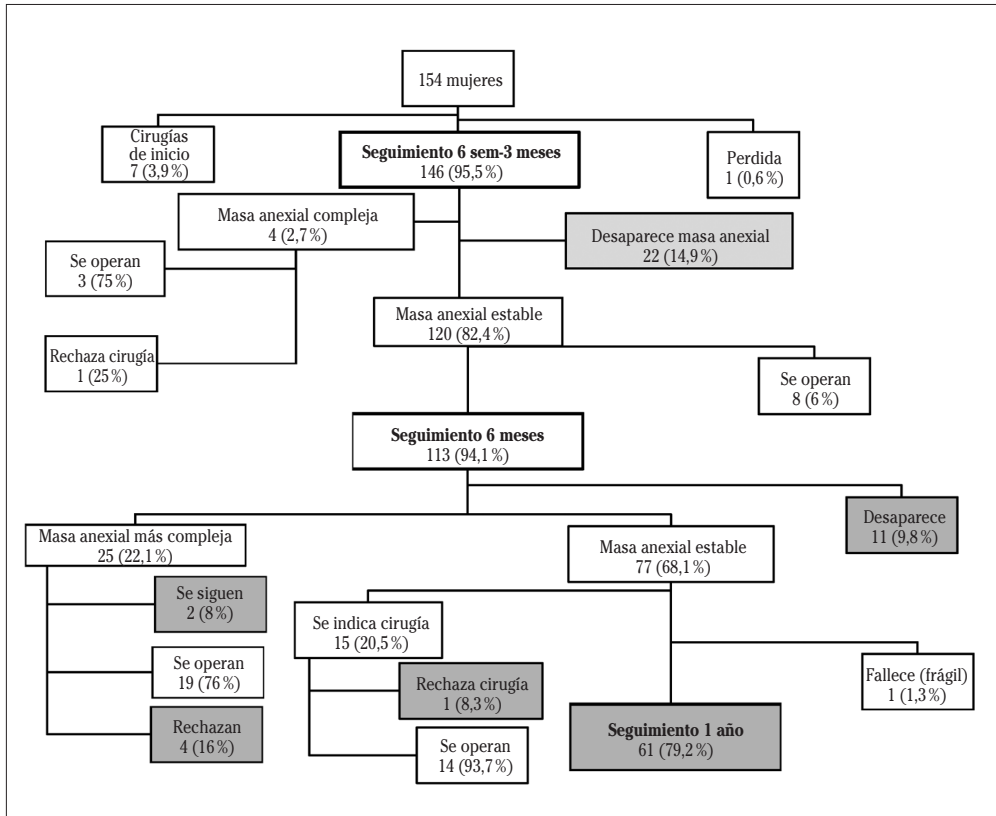 154 mujeres
Cirugías
de inicio
7 (3,9%)
Seguimiento 6 sem-3 meses
146 (95,5%)
Perdida
1 (0,6%)
Masa anexial compleja
4 (2,7%)
Desaparece masa anexial
22 (14,9%)
Se operan
3 (75%)
Masa anexial estable
120 (82,4%)
Rechaza cirugía
1 (25%)
Se operan
8 (6%)
Seguimiento 6 meses
113 (94,1%)
Masa anexial más compleja
25 (22,1%)
Masa anexial estable
77 (68,1%)
Desaparece
11 (9,8%)
Se siguen
2 (8%)
Se indica cirugía
15 (20,5%)
Se operan
19 (76%)
Rechaza cirugía
1 (8,3%)
Fallece (frágil)
1 (1,3%)
Rechazan
4 (16%)
Se operan
14 (93,7%)
Seguimiento 1 año
61 (79,2%)